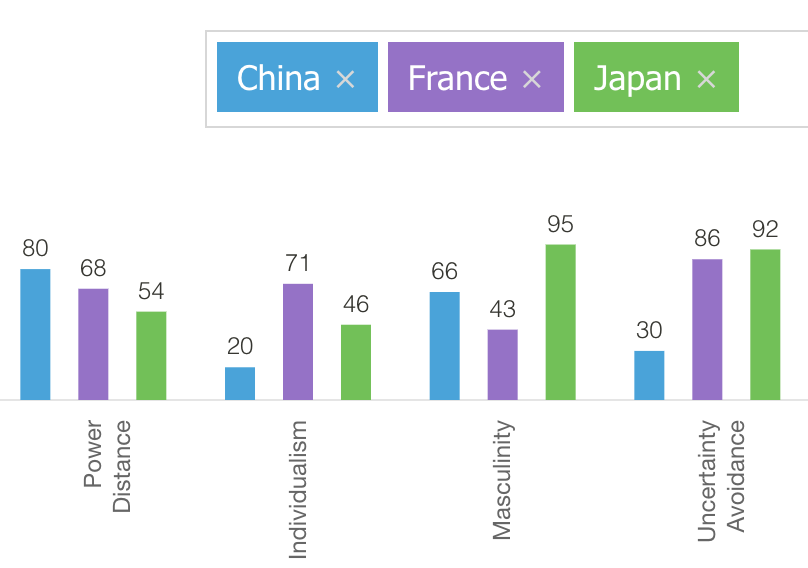 China × France × Japan ×
80 68 54
20 71 46
66 43 95
30 86 92
Power
Distance
Individualism
Masculinity
Uncertainty
Avoidance